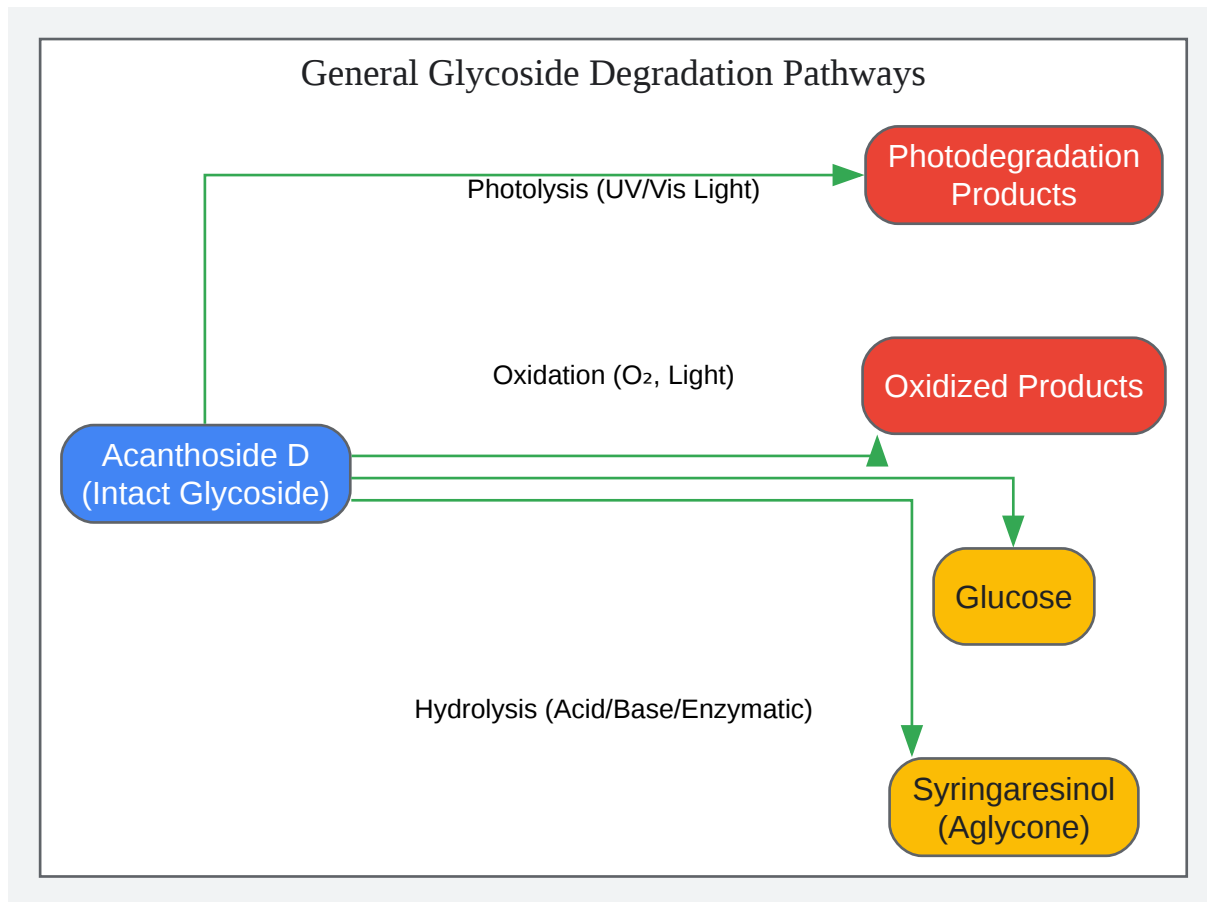 General Glycoside Degradation Pathways
Photodegradation
Products
Photolysis (UV/Vis Light)
Oxidation (O₂, Light)
Oxidized Products
Acanthoside D
(Intact Glycoside)
Glucose
Hydrolysis (Acid/Base/Enzymatic)
Syringaresinol
(Aglycone)